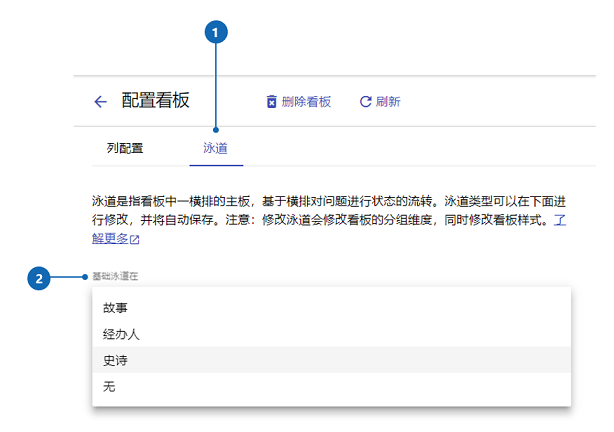 1
配置看板
删除看板
刷新
列配置
泳道
泳道是指看板中一横排的主板，基于横排对问题进行状态的流转。泳道类型可以在下面进
行修改，并将自动保存。注意：修改泳道会修改看板的分组维度，同时修改看板样式。了
解更多
2
基础泳道在
故事
经办人
史诗
无